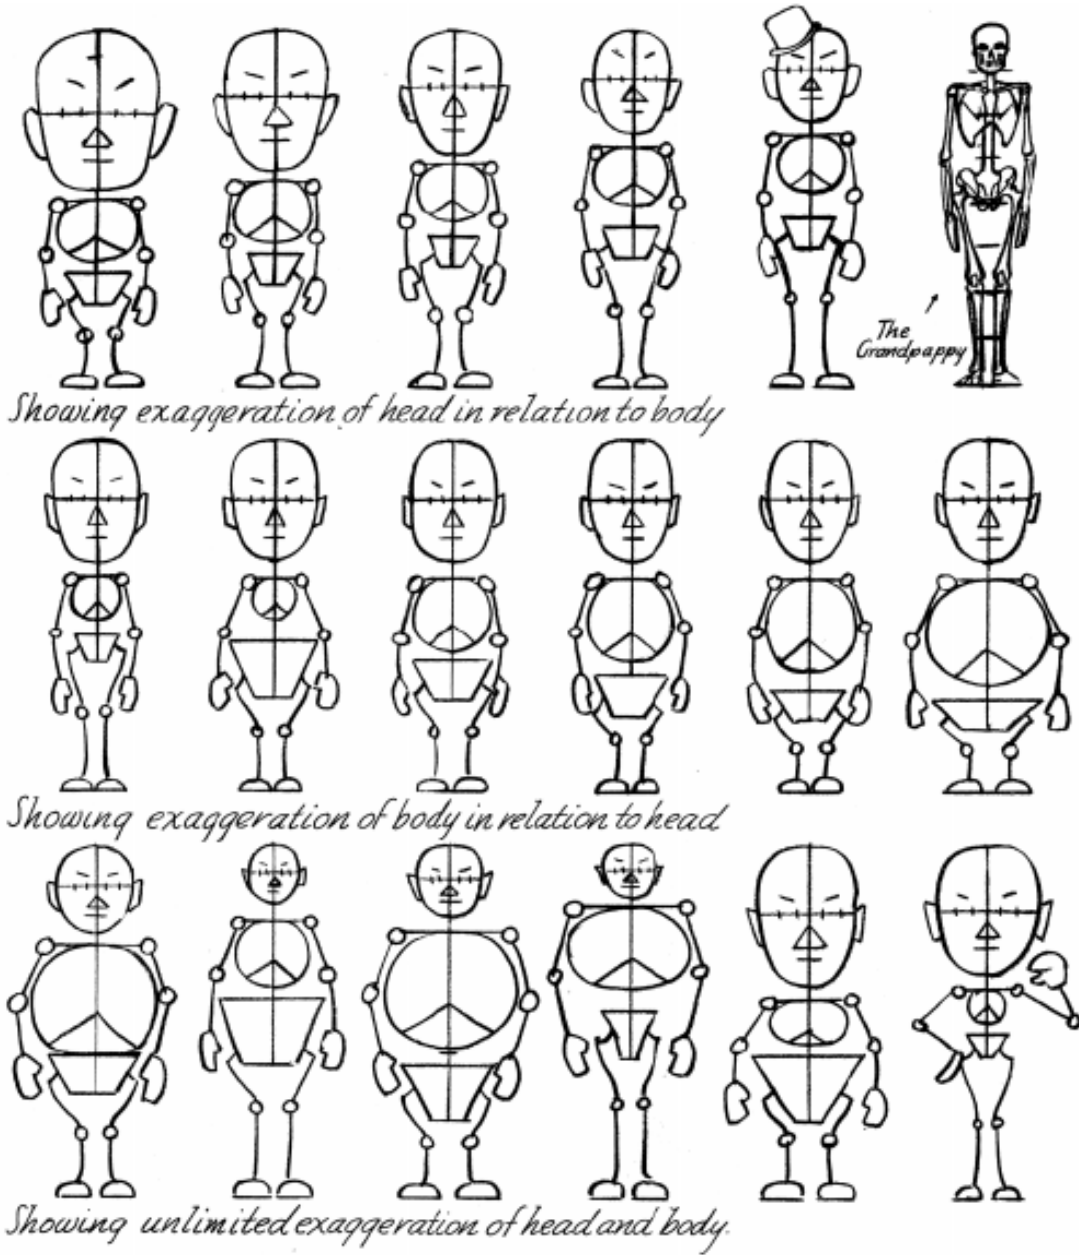 The
Grandpappy
Showing exaggeration of head in relation to body
Showing exaggeration of body in relation to head
Showing unlimited exaggeration of head and body.